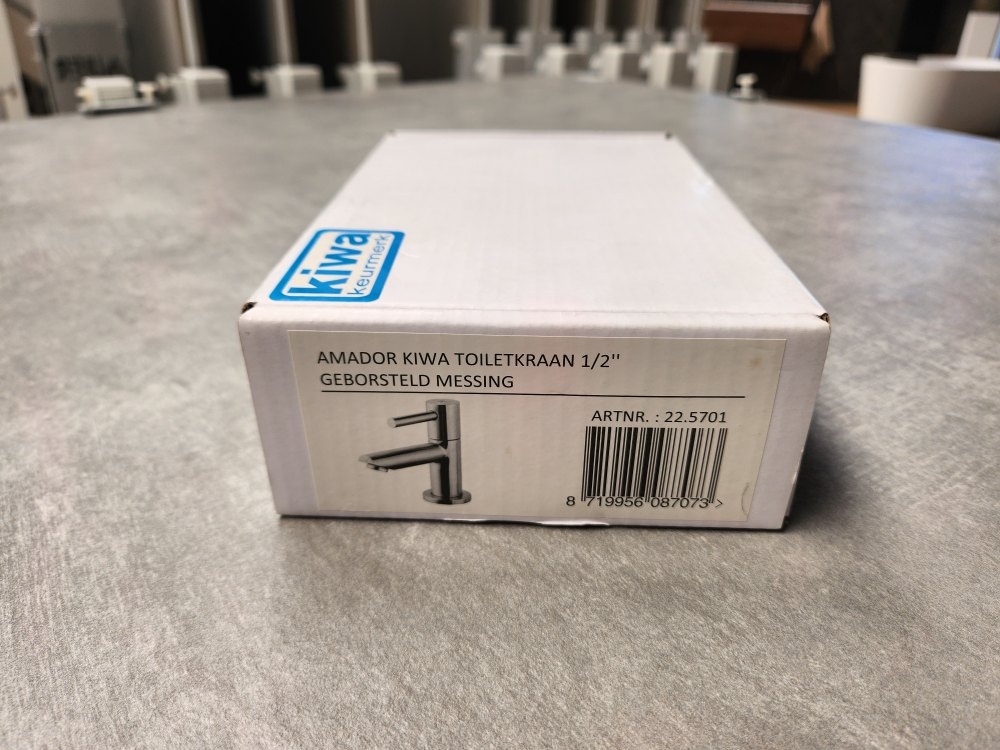 kiwa
keurmerk
AMADOR KIWA TOILETKRAAN 1/2''
GEBORSTELD MESSING
ARTNR. : 22.5701
8 719956 087073 >